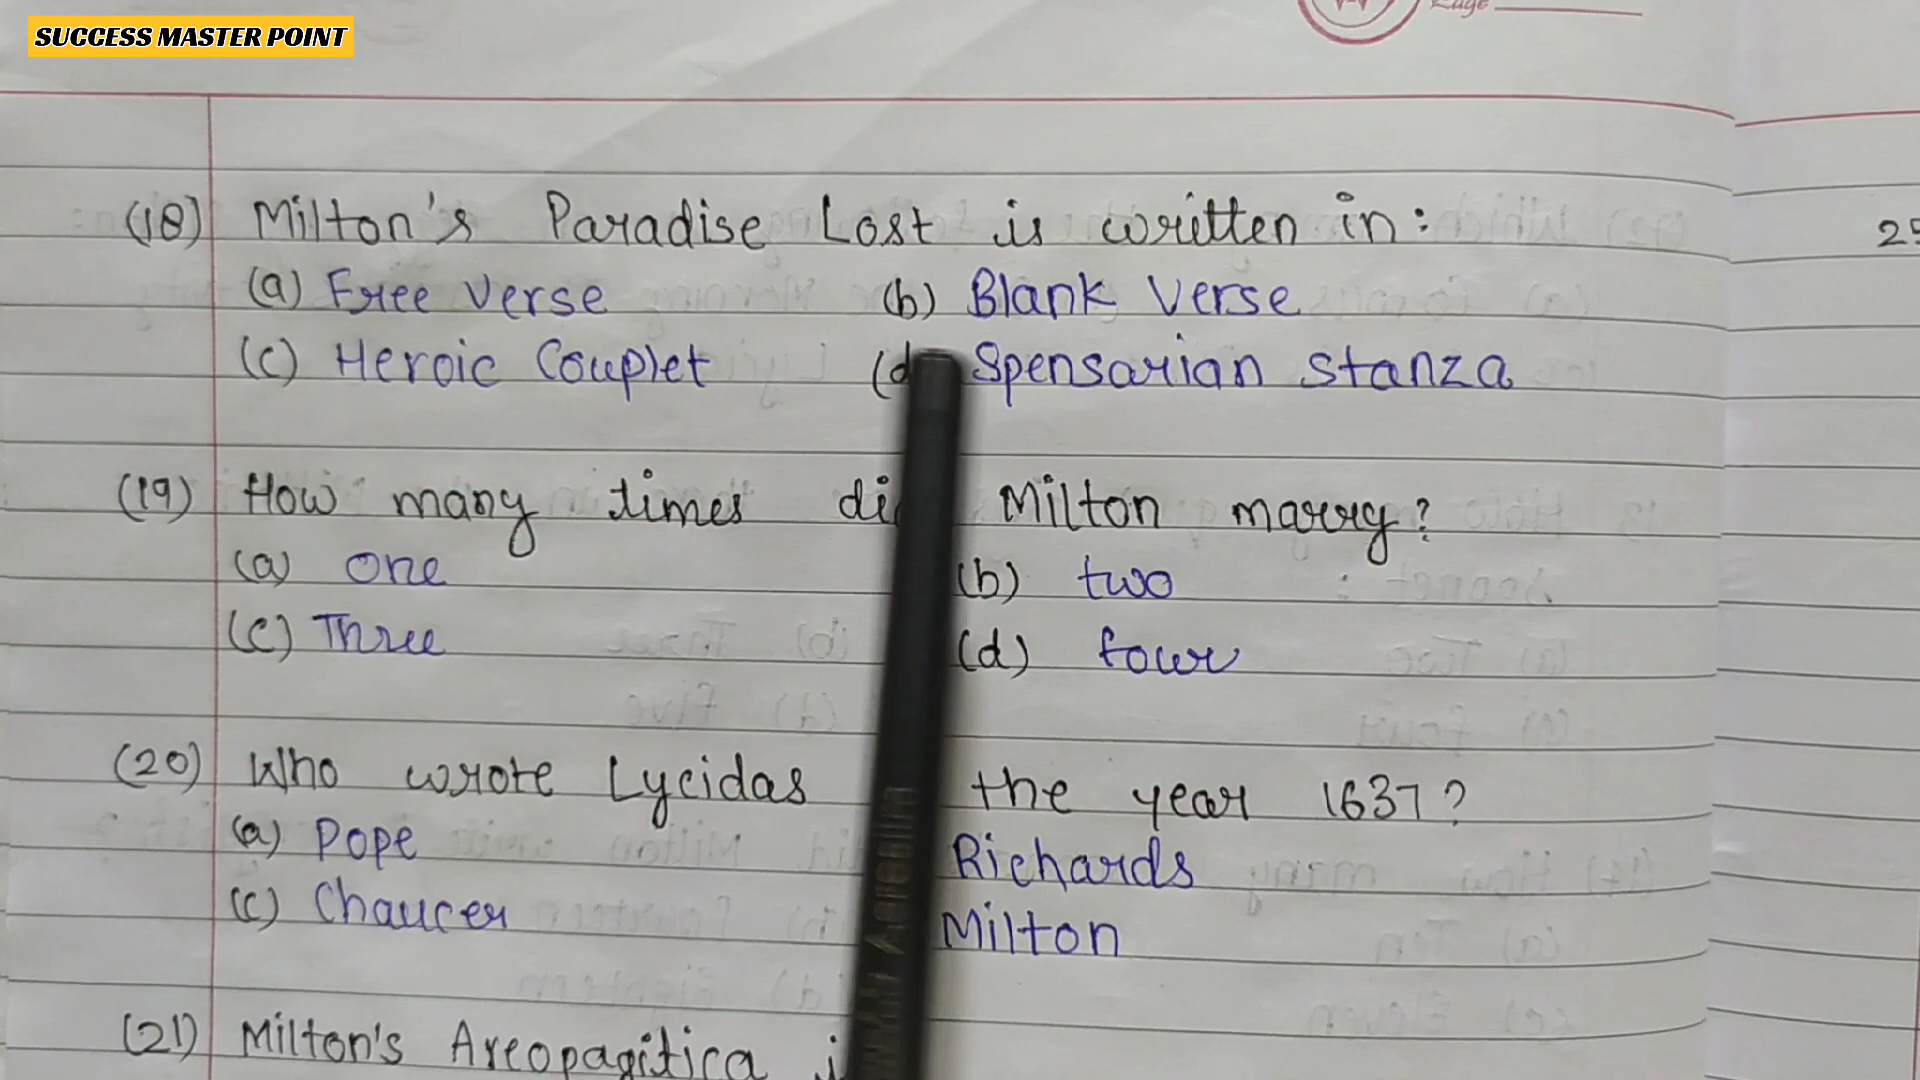 SUCCESS MASTER POINT
Page
(18) Milton's Paradise Lost is written in:
25
(a) Free Verse (b) Blank Verse
(c) Heroic Couplet (d Spensarian Stanza
(19) How many times di Milton marry?
(a) one (b) two
(c) Three (d) four
(20) Who wrote Lycidas the year 1637?
(a) Pope Richards
(c) Chaucer Milton
(21) Milton's Areopagitica i